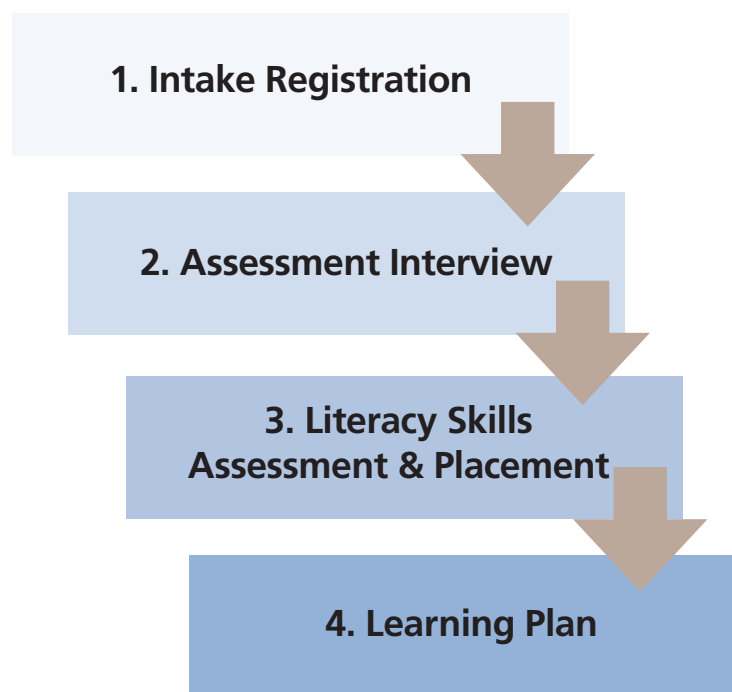 1. Intake Registration
2. Assessment Interview
3. Literacy Skills
Assessment & Placement
4. Learning Plan